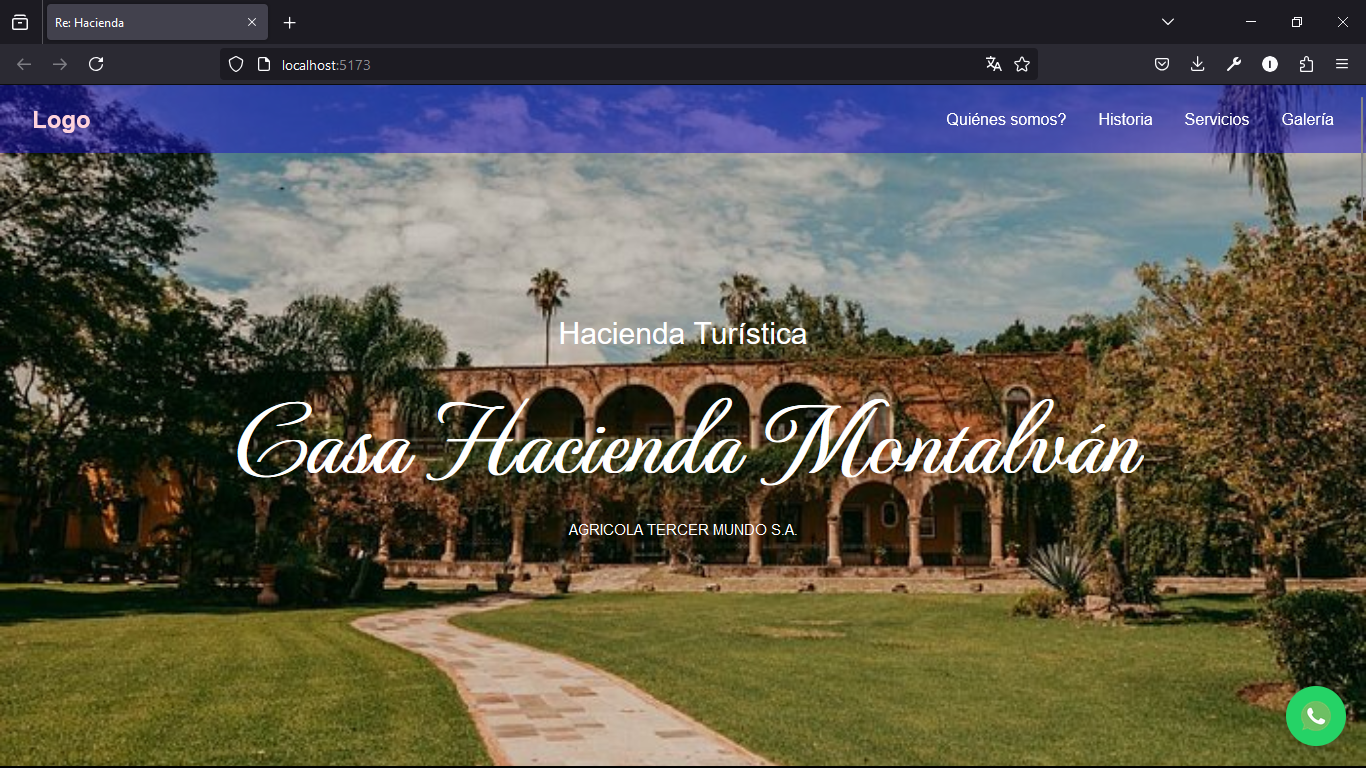 Re: Hacienda
localhost:5173
Logo
Quiénes somos?
Historia
Servicios
Galería
Hacienda Turística
Casa Hacienda Montalván
AGRICOLA TERCER MUNDO S.A.